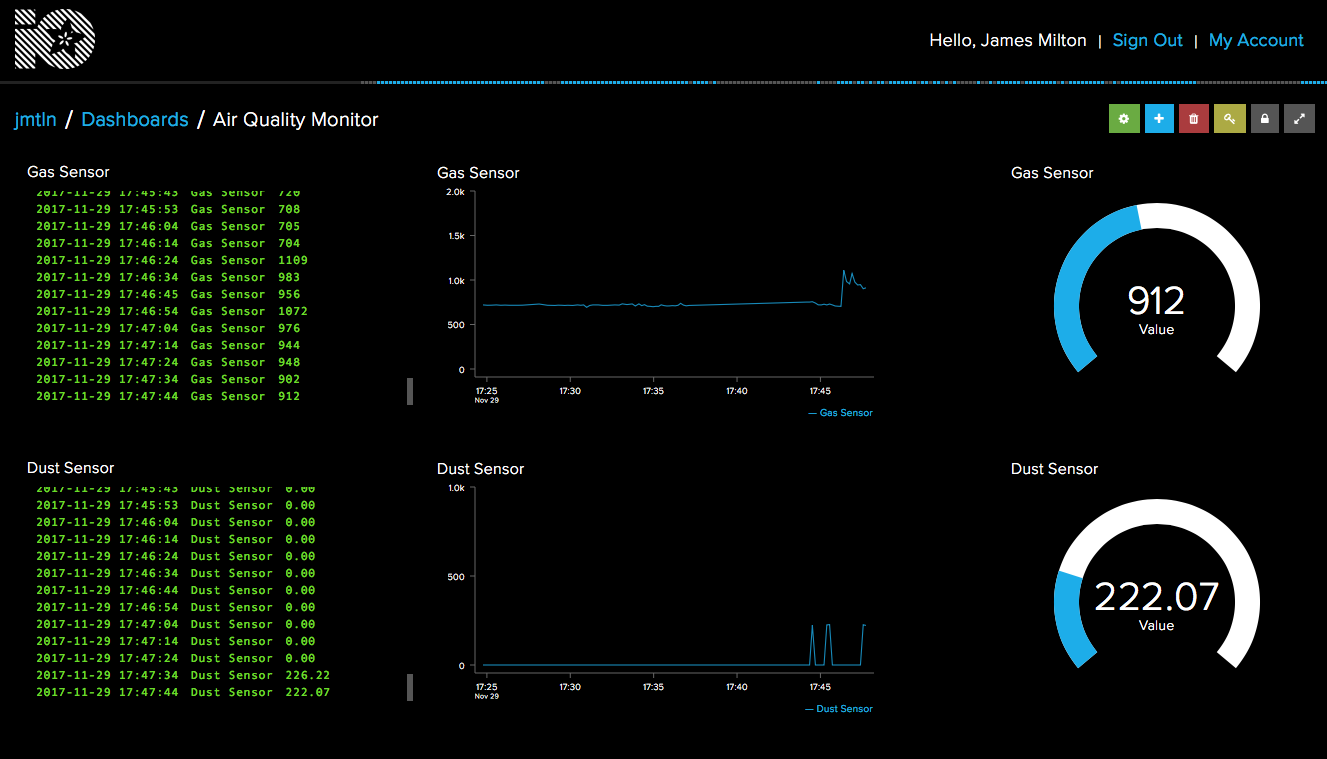 iO
Hello, James Milton | Sign Out | My Account
jmtln / Dashboards / Air Quality Monitor
Gas Sensor
2017-11-29 17:45:43 Gas Sensor 720
2017-11-29 17:45:53 Gas Sensor 708
2017-11-29 17:46:04 Gas Sensor 705
2017-11-29 17:46:14 Gas Sensor 704
2017-11-29 17:46:24 Gas Sensor 1109
2017-11-29 17:46:34 Gas Sensor 983
2017-11-29 17:46:45 Gas Sensor 956
2017-11-29 17:46:54 Gas Sensor 1072
2017-11-29 17:47:04 Gas Sensor 976
2017-11-29 17:47:14 Gas Sensor 944
2017-11-29 17:47:24 Gas Sensor 948
2017-11-29 17:47:34 Gas Sensor 902
2017-11-29 17:47:44 Gas Sensor 912
Gas Sensor
2.0k
1.5k
1.0k
500
0
17:25 17:30 17:35 17:40 17:45
Nov 29
Gas Sensor
Gas Sensor
912
Value
Dust Sensor
2017-11-29 17:45:43 Dust Sensor 0.00
2017-11-29 17:45:53 Dust Sensor 0.00
2017-11-29 17:46:04 Dust Sensor 0.00
2017-11-29 17:46:14 Dust Sensor 0.00
2017-11-29 17:46:24 Dust Sensor 0.00
2017-11-29 17:46:34 Dust Sensor 0.00
2017-11-29 17:46:44 Dust Sensor 0.00
2017-11-29 17:46:54 Dust Sensor 0.00
2017-11-29 17:47:04 Dust Sensor 0.00
2017-11-29 17:47:14 Dust Sensor 0.00
2017-11-29 17:47:24 Dust Sensor 0.00
2017-11-29 17:47:34 Dust Sensor 226.22
2017-11-29 17:47:44 Dust Sensor 222.07
Dust Sensor
1.0k
500
0
17:25 17:30 17:35 17:40 17:45
Nov 29
Dust Sensor
Dust Sensor
222.07
Value